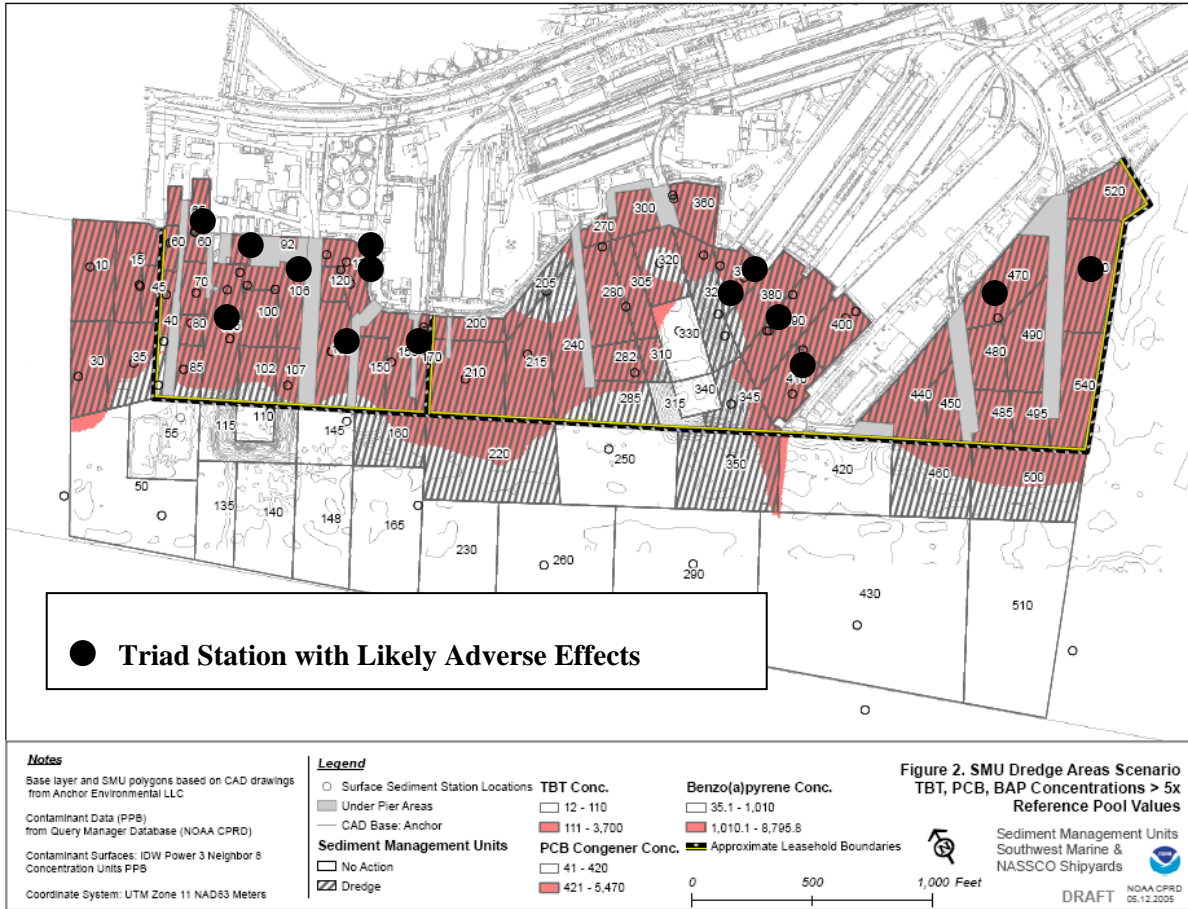 520
300
360
270
92
60
10
15
320
205
470
45
305
70
106
120
280
380
40
100
330
400
80
200
240
490
310
170
215
282
480
30
35
85
102
107
150
210
285
340
345
440
450
485
495
540
315
110
115
55
145
160
220
250
350
420
460
500
50
135
140
148
165
230
260
290
430
510
Triad Station with Likely Adverse Effects
Notes
Base layer and SMU polygons based on CAD drawings
from Anchor Environmental LLC
Contaminant Data (PPB)
from Query Manager Database (NOAA CPRD)
Contaminant Surfaces: IDW Power 3 Neighbor 8
Concentration Units PPB
Coordinate System: UTM Zone 11 NAD83 Meters
Legend
Surface Sediment Station Locations
Under Pier Areas
CAD Base: Anchor
Sediment Management Units
No Action
Dredge
TBT Conc.
12 - 110
111 - 3,700
PCB Congener Conc.
41 - 420
421 - 5,470
Benzo(a)pyrene Conc.
35.1 - 1,010
1,010.1 - 8,795.8
Approximate Leasehold Boundaries
0 500 1,000 Feet
Figure 2. SMU Dredge Areas Scenario
TBT, PCB, BAP Concentrations > 5x
Reference Pool Values
Sediment Management Units
Southwest Marine &
NASSCO Shipyards
DRAFT
NOAA CPRD
05.12.2005